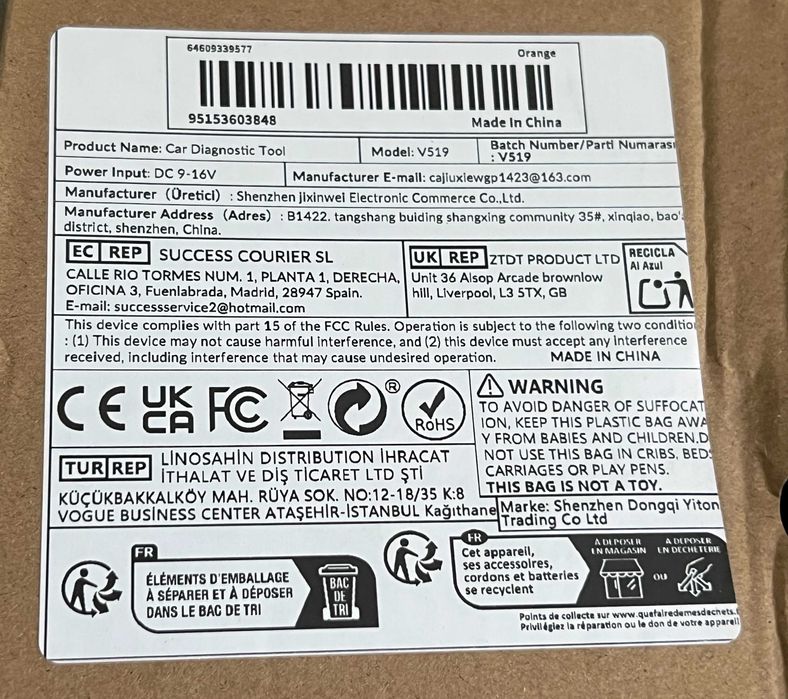 64609339577
Orange
95153603848
Made In China
Product Name: Car Diagnostic Tool
Model: V519
Batch Number/Parti Numarası
: V519
Power Input: DC 9-16V
Manufacturer E-mail: cajluxiewgp1423@163.com
Manufacturer (Üretici) : Shenzhen jixinwei Electronic Commerce Co.,Ltd.
Manufacturer Address (Adres) : B1422. tangshang buiding shangxing community 35#, xinqiao, bao'a
district, shenzhen, China.
EC REP SUCCESS COURIER SL
CALLE RIO TORMES NUM. 1, PLANTA 1, DERECHA,
OFICINA 3, Fuenlabrada, Madrid, 28947 Spain.
E-mail: successservice2@hotmail.com
UK REP ZTDT PRODUCT LTD
Unit 36 Alsop Arcade brownlow
hill, Liverpool, L3 5TX, GB
RECICLA
Al Azul
This device complies with part 15 of the FCC Rules. Operation is subject to the following two conditio
: (1) This device may not cause harmful interference, and (2) this device must accept any interference
received, including interference that may cause undesired operation. MADE IN CHINA
CE UK CA FC ® RoHS
WARNING
TO AVOID DANGER OF SUFFOCAT
ION, KEEP THIS PLASTIC BAG AWA
Y FROM BABIES AND CHILDREN.D
NOT USE THIS BAG IN CRIBS, BEDS
CARRIAGES OR PLAY PENS.
THIS BAG IS NOT A TOY.
TUR REP LİNOSAHİN DISTRIBUTION İHRACAT
İTHALAT VE DİŞ TİCARET LTD ŞTİ
KÜÇÜKBAKKALKÖY MAH. RÜYA SOK. NO:12-18/35 K:8
VOGUE BUSINESS CENTER ATAŞEHİR-İSTANBUL Kağıthane
Marke: Shenzhen Dongqi Yiton
Trading Co Ltd
FR
ÉLÉMENTS D'EMBALLAGE
À SÉPARER ET À DÉPOSER
DANS LE BAC DE TRI
BAC
DE
TRI
FR
Cet appareil,
ses accessoires,
cordons et batteries
se recyclent
À DÉPOSER
EN MAGASIN
OU
À DÉPOSER
EN DÉCHÈTERIE
Points de collecte sur www.quefairedemesdechets.f
Privilégiez la réparation ou le don de votre appareil